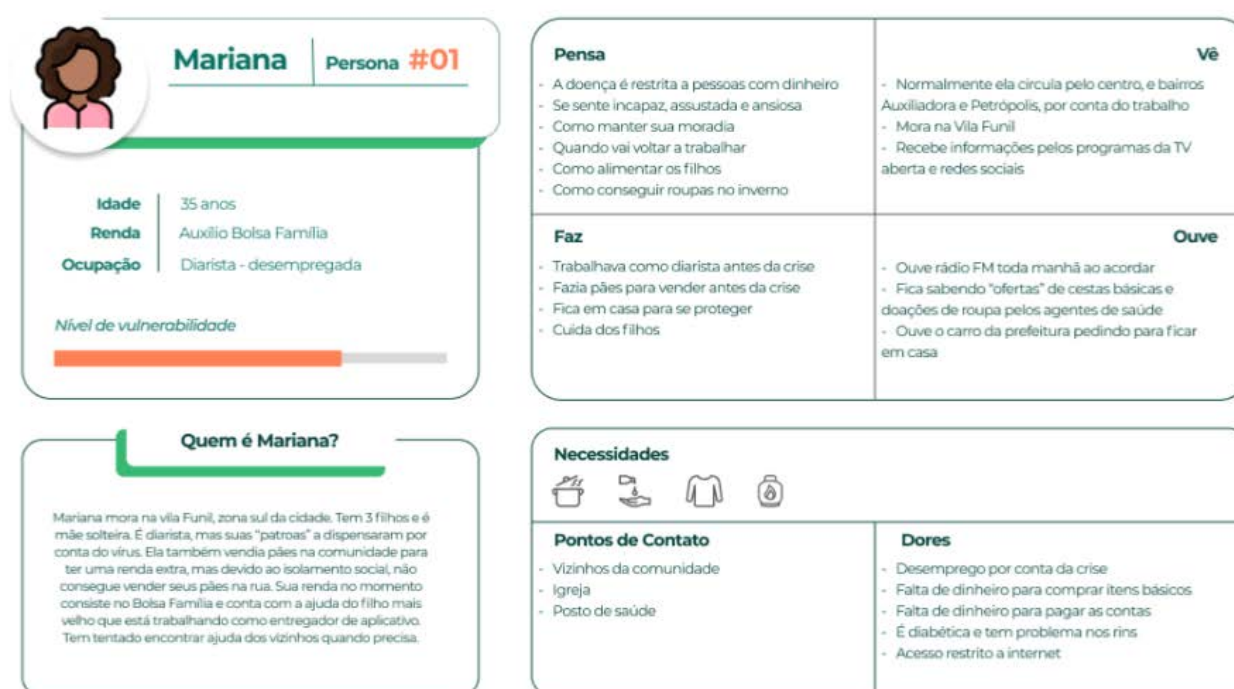 Mariana
Persona #01
Idade
35 anos
Renda
Auxílio Bolsa Família
Ocupação
Diarista - desempregada
Nível de vulnerabilidade
Pensa
- A doença é restrita a pessoas com dinheiro
- Se sente incapaz, assustada e ansiosa
- Como manter sua moradia
- Quando vai voltar a trabalhar
- Como alimentar os filhos
- Como conseguir roupas no inverno
Vê
- Normalmente ela circula pelo centro, e bairros
Auxiliadora e Petrópolis, por conta do trabalho
- Mora na Vila Funil
- Recebe informações pelos programas da TV
aberta e redes sociais
Faz
- Trabalhava como diarista antes da crise
- Fazia pães para vender antes da crise
- Fica em casa para se proteger
- Cuida dos filhos
Ouve
- Ouve rádio FM toda manhã ao acordar
- Fica sabendo "ofertas" de cestas básicas e
doações de roupa pelos agentes de saúde
- Ouve o carro da prefeitura pedindo para ficar
em casa
Quem é Mariana?
Mariana mora na vila Funil, zona sul da cidade. Tem 3 filhos e é
mãe solteira. É diarista, mas suas "patroas" a dispensaram por
conta do vírus. Ela também vendia pães na comunidade para
ter uma renda extra, mas devido ao isolamento social, não
consegue vender seus pães na rua. Sua renda no momento
consiste no Bolsa Família e conta com a ajuda do filho mais
velho que está trabalhando como entregador de aplicativo.
Tem tentado encontrar ajuda dos vizinhos quando precisa.
Necessidades
Pontos de Contato
- Vizinhos da comunidade
- Igreja
- Posto de saúde
Dores
- Desemprego por conta da crise
- Falta de dinheiro para comprar itens básicos
- Falta de dinheiro para pagar as contas
- É diabética e tem problema nos rins
- Acesso restrito a internet